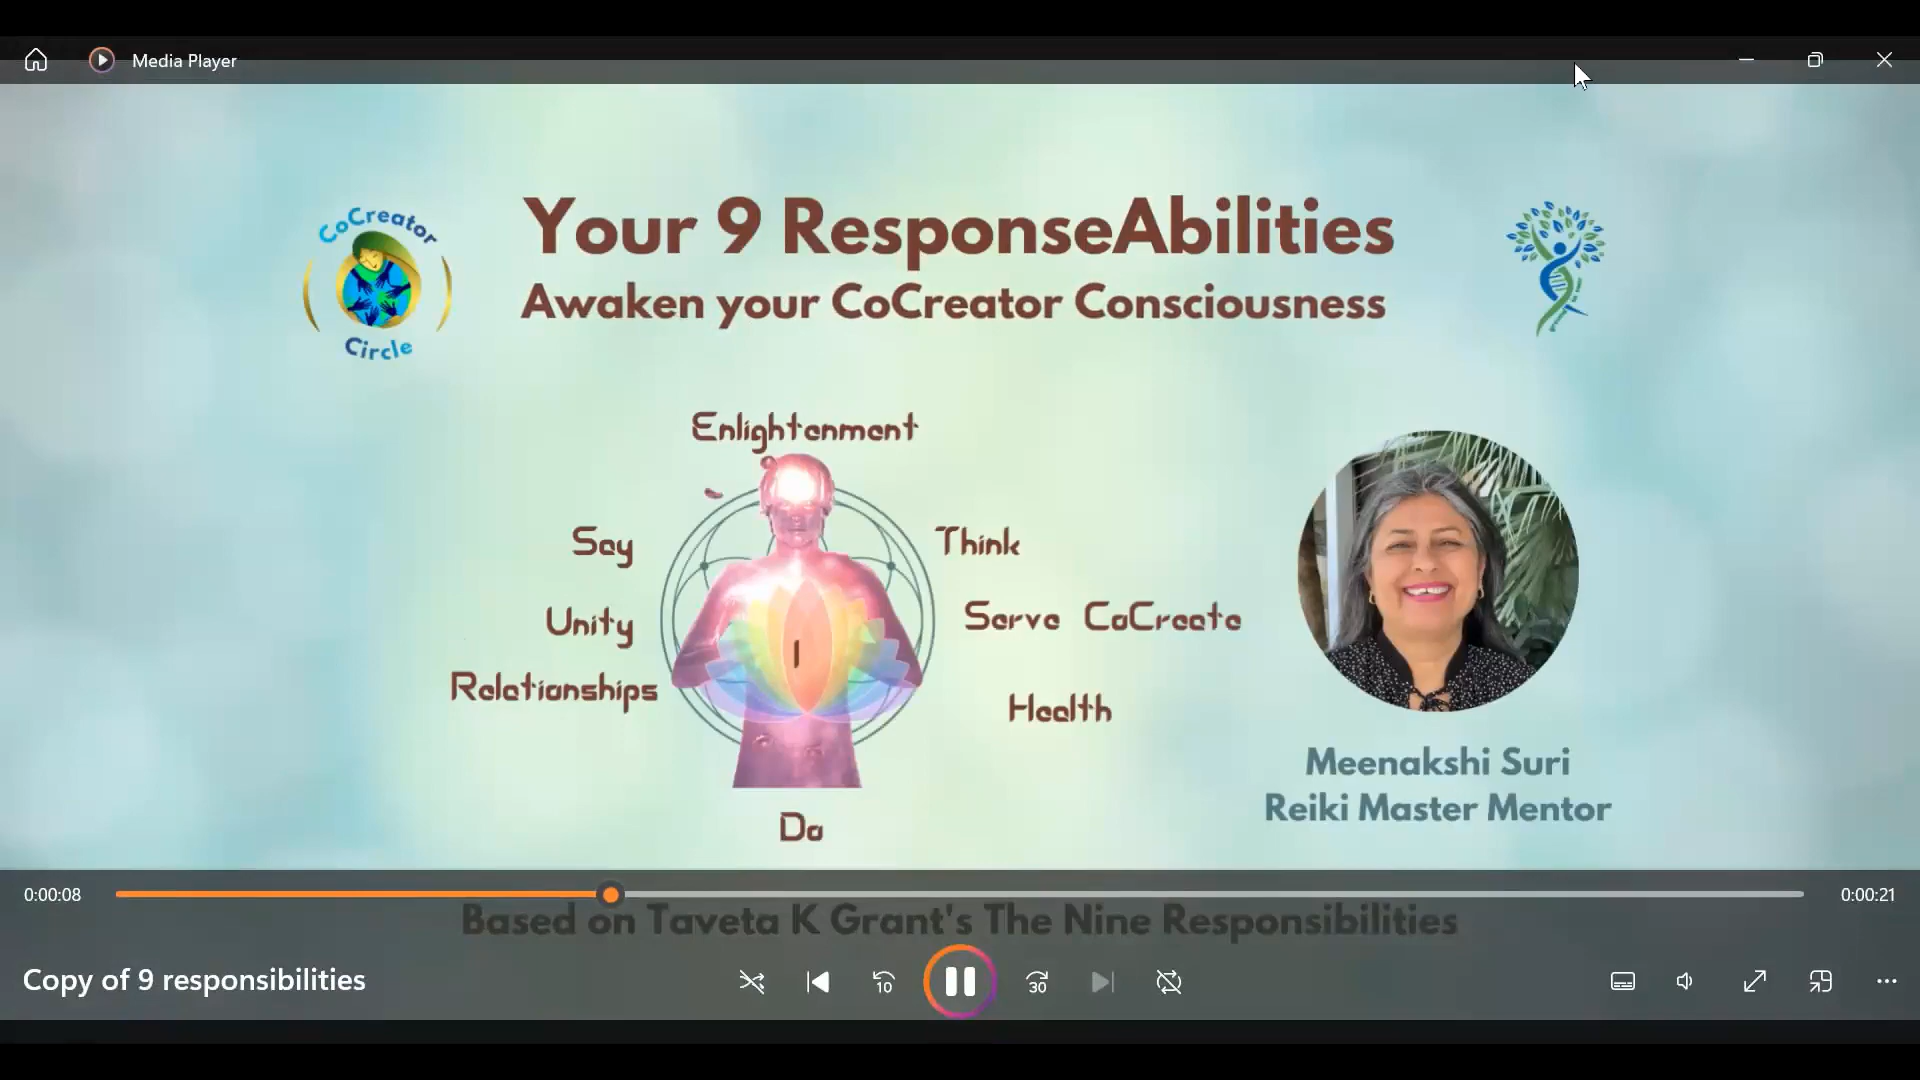 Media Player
CoCreator
Circle
Your 9 ResponseAbilities
Awaken your CoCreator Consciousness
Enlightenment
Say
Think
Unity
Serve CoCreate
Relationships
I
Health
Do
Meenakshi Suri
Reiki Master Mentor
0:00:08
0:00:21
Based on Taveta K Grant's The Nine Responsibilities
Copy of 9 responsibilities
10
30